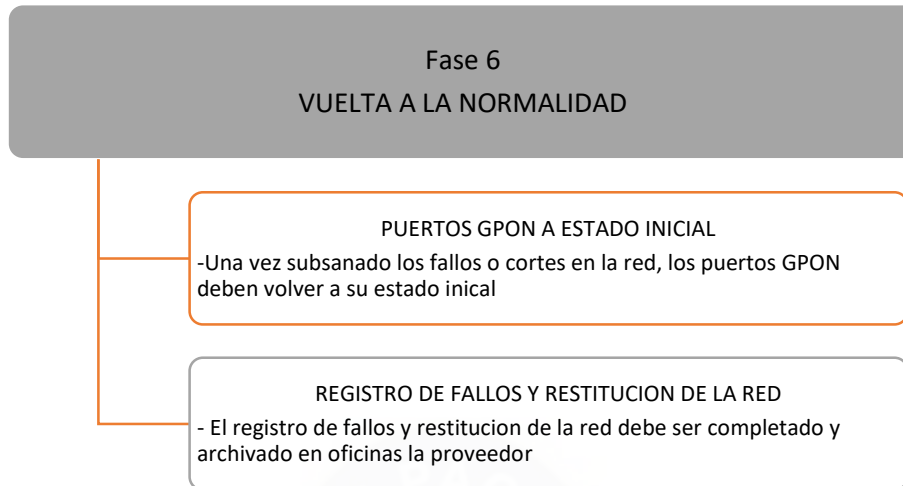 Fase 6
VUELTA A LA NORMALIDAD
PUERTOS GPON A ESTADO INICIAL
-Una vez subsanado los fallos o cortes en la red, los puertos GPON
deben volver a su estado inical
REGISTRO DE FALLOS Y RESTITUCION DE LA RED
- El registro de fallos y restitucion de la red debe ser completado y
archivado en oficinas la proveedor